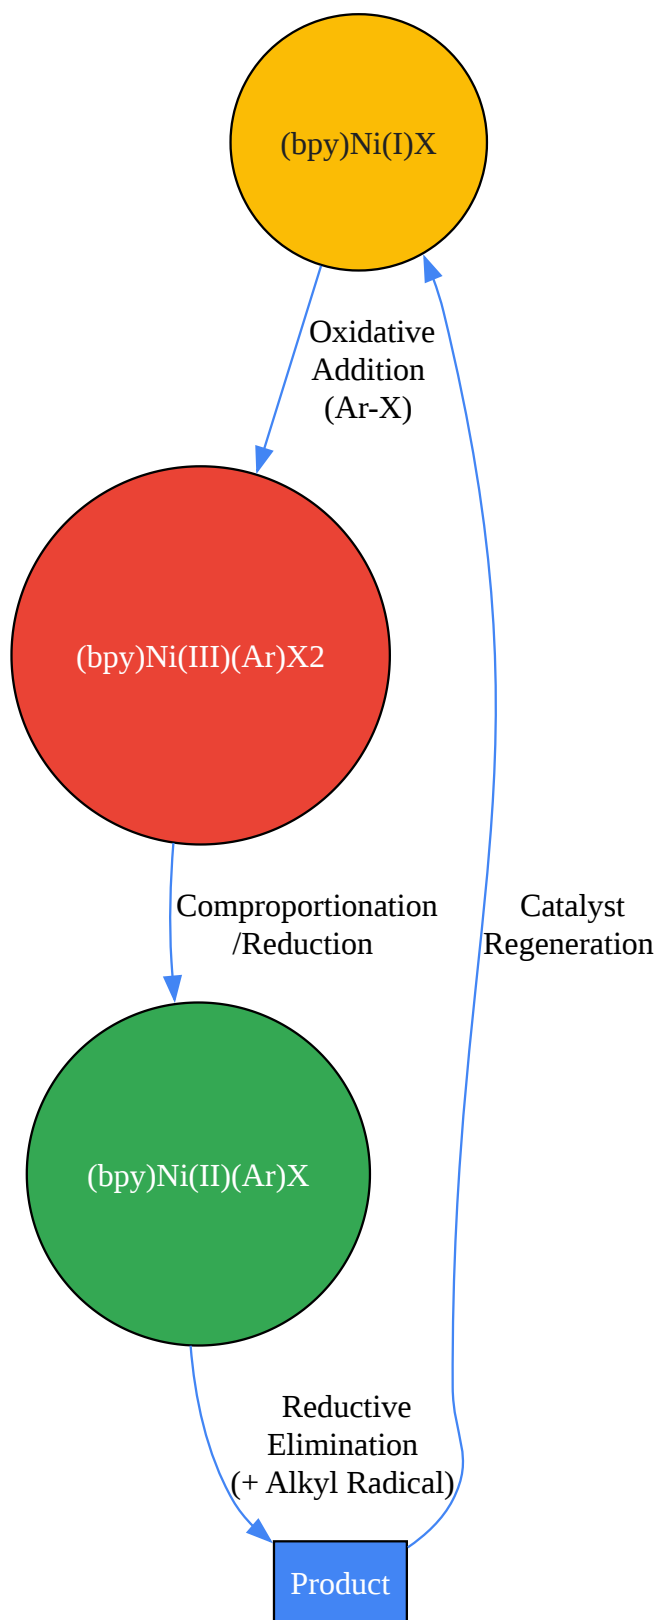 (bpy)Ni(I)X
Oxidative
Addition
(Ar-X)
(bpy)Ni(III)(Ar)X2
Comproportionation
/Reduction
Catalyst
Regeneration
(bpy)Ni(II)(Ar)X
Reductive
Elimination
(+ Alkyl Radical)
Product